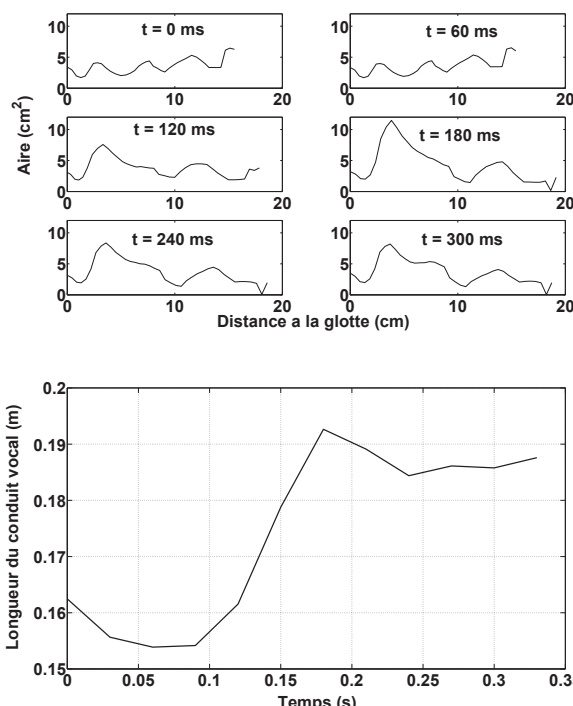 t = 0 ms
t = 60 ms
10
5
0
0 10 20
10
5
0
0 10 20
t = 120 ms
t = 180 ms
10
5
0
0 10 20
10
5
0
0 10 20
t = 240 ms
t = 300 ms
10
5
0
0 10 20
10
5
0
0 10 20
Aire (cm²)
Distance a la glotte (cm)
0.2
0.19
0.18
0.17
0.16
0.15
0 0.05 0.1 0.15 0.2 0.25 0.3 0.3
Longueur du conduit vocal (m)
Temps (s)